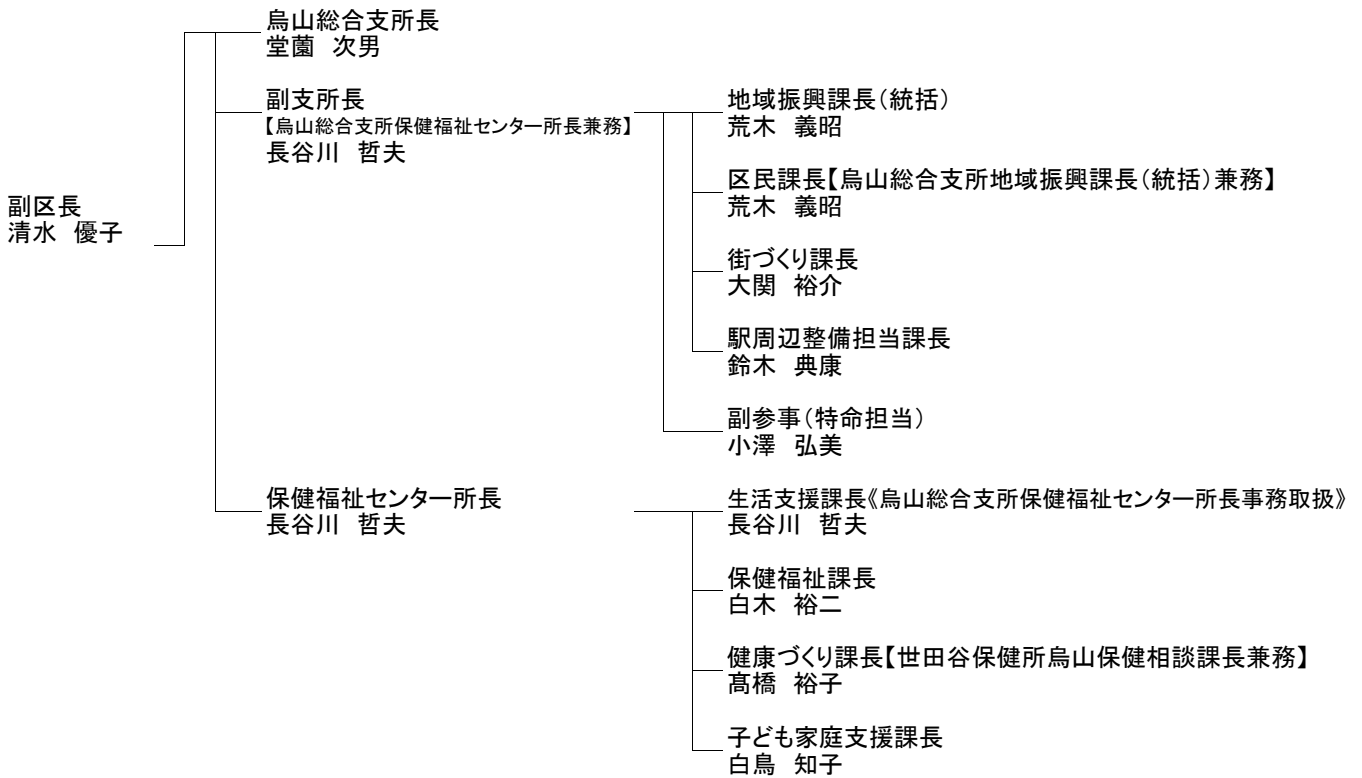 副区長
清水　優子
烏山総合支所長
堂薗　次男
副支所長
【烏山総合支所保健福祉センター所長兼務】
長谷川　哲夫
地域振興課長（統括）
荒木　義昭
区民課長【烏山総合支所地域振興課長（統括）兼務】
荒木　義昭
街づくり課長
大関　裕介
駅周辺整備担当課長
鈴木　典康
副参事（特命担当）
小澤　弘美
保健福祉センター所長
長谷川　哲夫
生活支援課長《烏山総合支所保健福祉センター所長事務取扱》
長谷川　哲夫
保健福祉課長
白木　裕二
健康づくり課長【世田谷保健所烏山保健相談課長兼務】
髙橋　裕子
子ども家庭支援課長
白鳥　知子